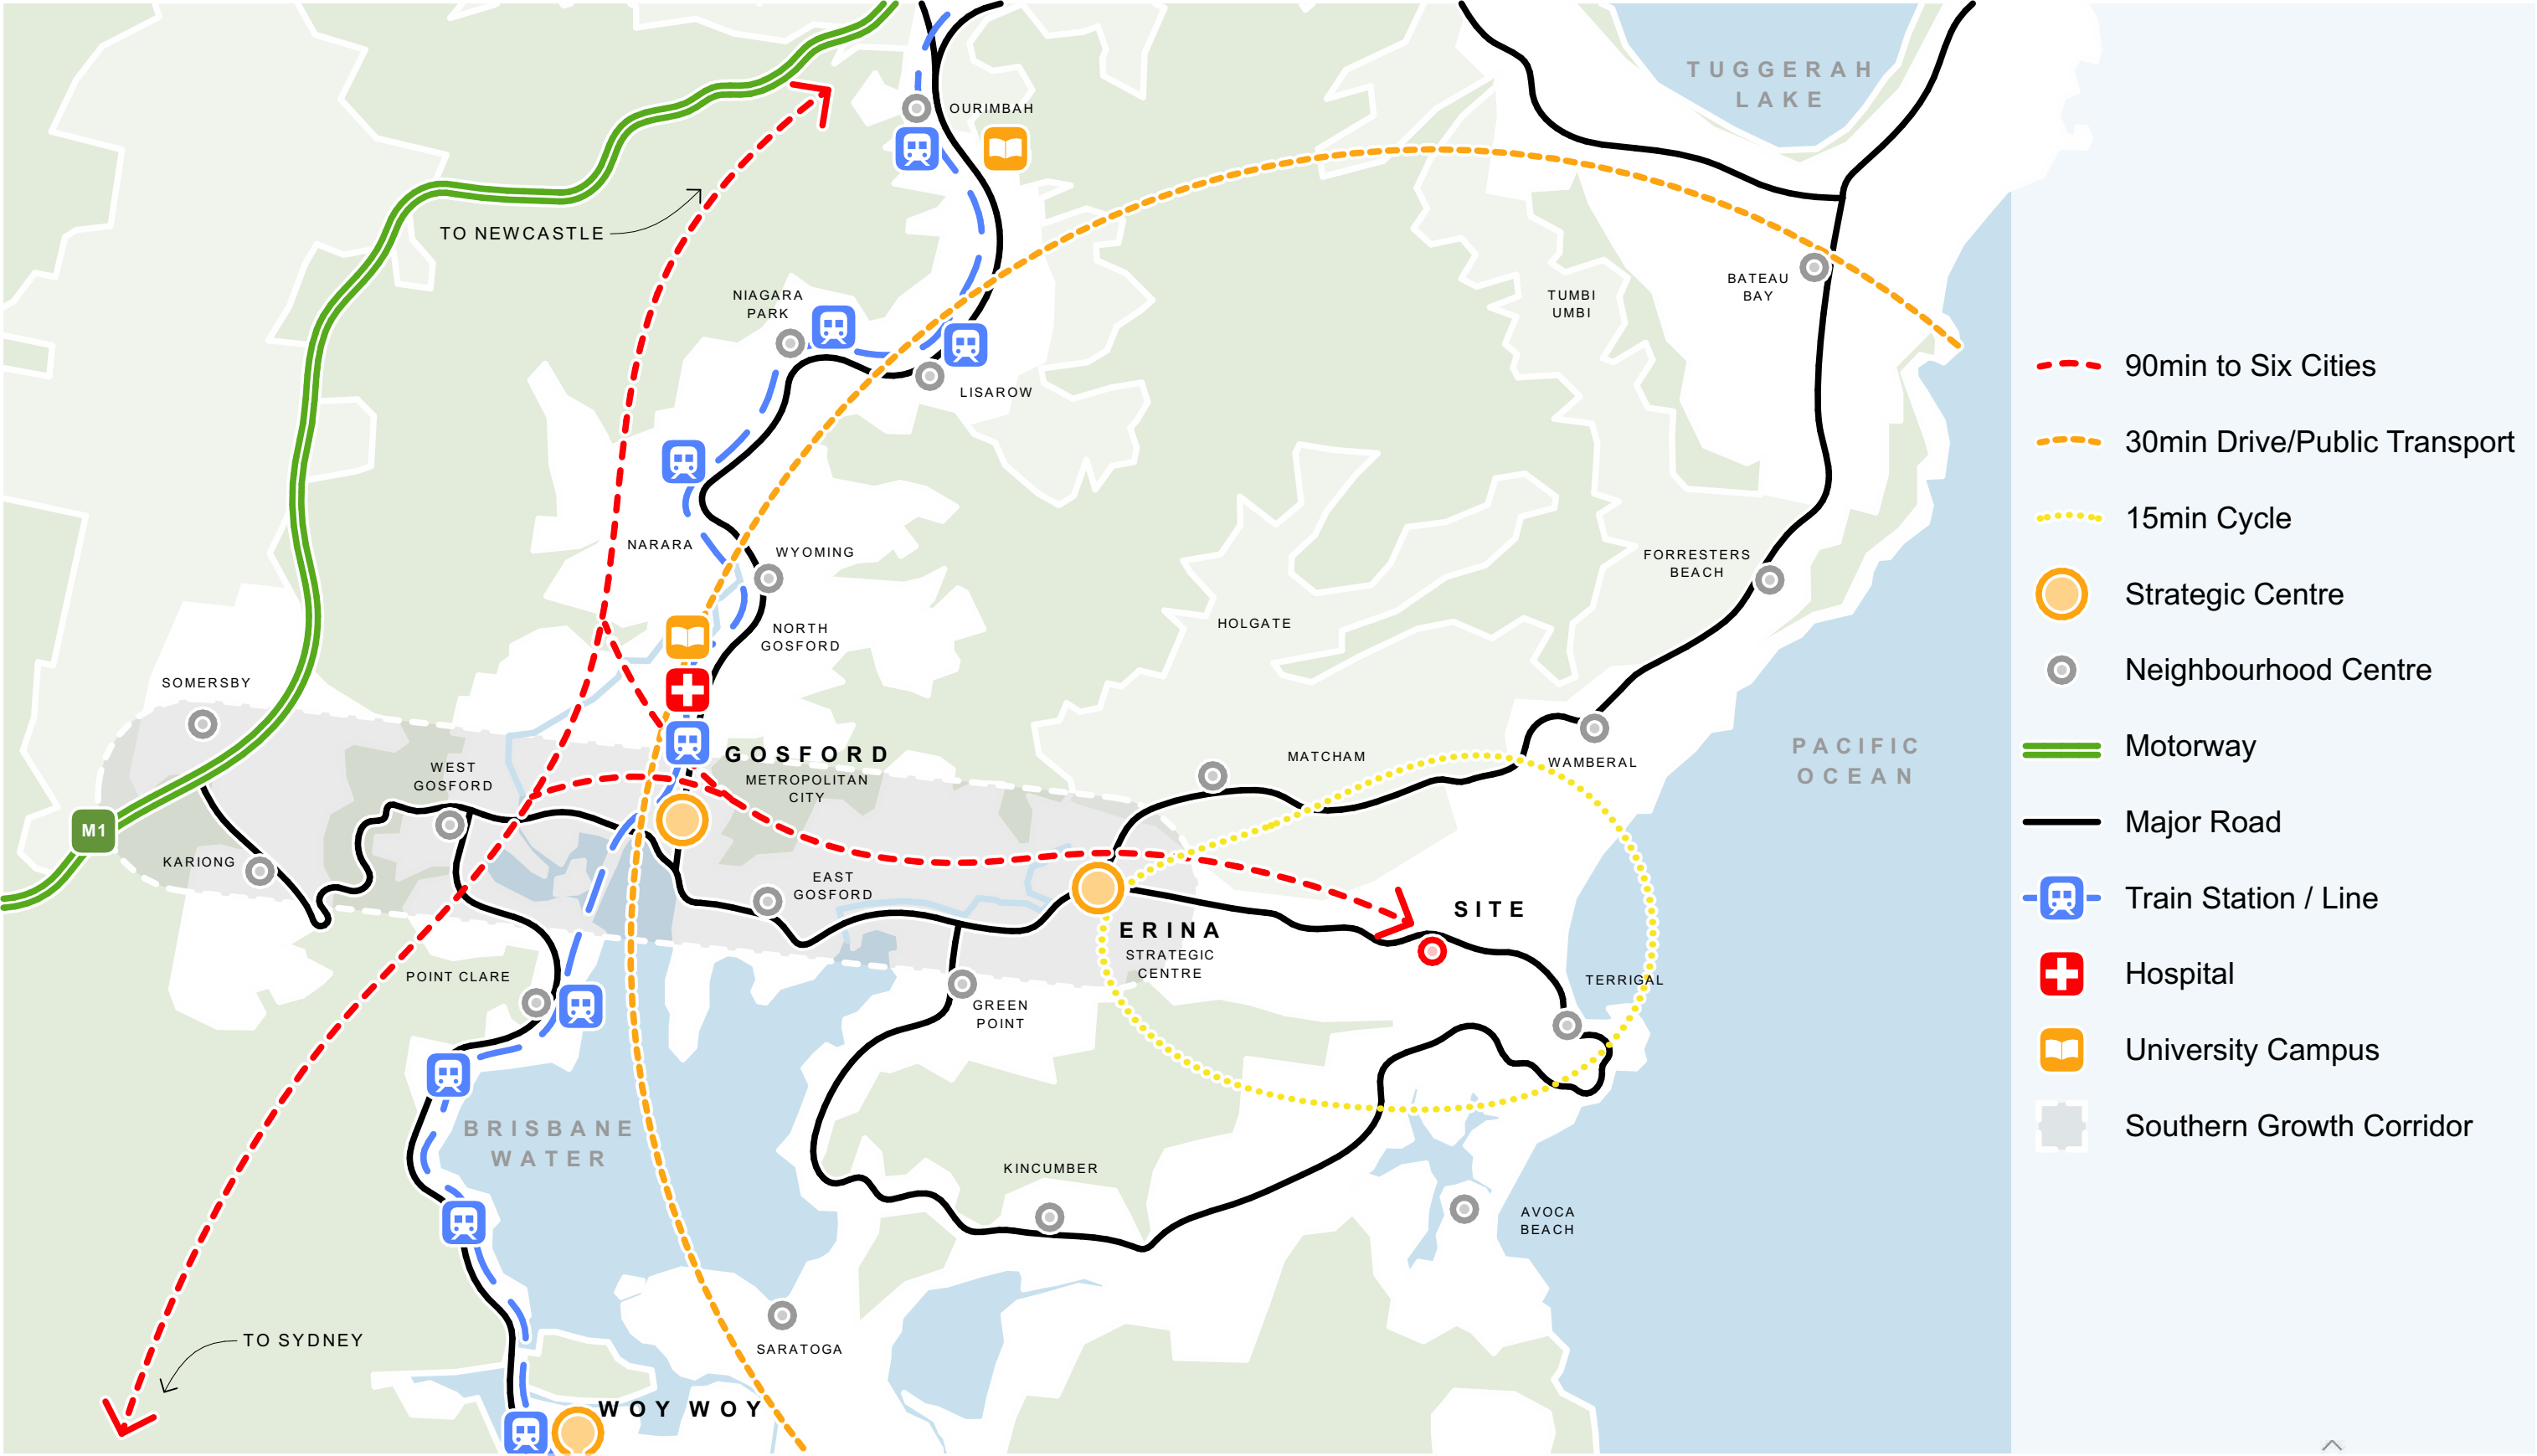 TUGGERAH
LAKE
OURIMBAH
TO NEWCASTLE
BATEAU
BAY
NIAGARA
PARK
TUMBI
UMBI
LISAROW
NARARA
WYOMING
FORRESTERS
BEACH
HOLGATE
NORTH
GOSFORD
SOMERSBY
GOSFORD
METROPOLITAN
CITY
WEST
GOSFORD
MATCHAM
WAMBERAL
PACIFIC
OCEAN
M1
KARIONG
EAST
GOSFORD
SITE
ERINA
STRATEGIC
CENTRE
POINT CLARE
TERRIGAL
GREEN
POINT
BRISBANE
WATER
KINCUMBER
AVOCA
BEACH
TO SYDNEY
SARATOGA
WOY WOY
90min to Six Cities
30min Drive/Public Transport
15min Cycle
Strategic Centre
Neighbourhood Centre
Motorway
Major Road
Train Station / Line
Hospital
University Campus
Southern Growth Corridor